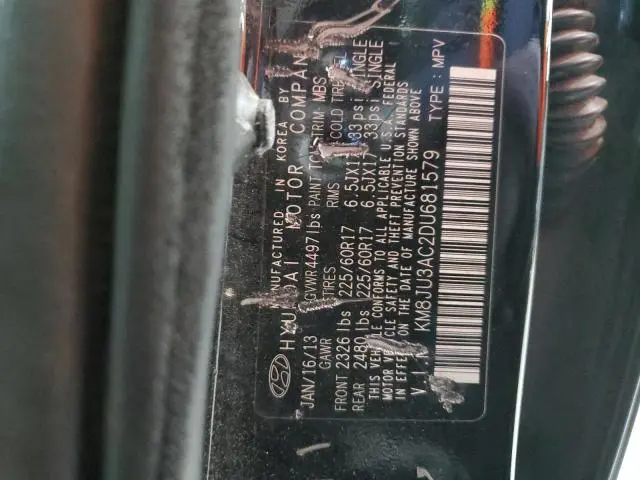 MANUFACTURED IN KOREA BY
HYUNDAI MOTOR COMPANY
JAN/16/13 GVWR 4497lbs PAINT TRIM MBS
GAWR TIRES RIMS COLD TIRE
FRONT 2326 lbs 225/60R17 6.5JX17 33psi SINGLE
REAR 2480 lbs 225/60R17 6.5JX17 33psi SINGLE
THIS VEHICLE CONFORMS TO ALL APPLICABLE U.S. FEDERAL
MOTOR VEHICLE SAFETY AND THEFT PREVENTION STANDARDS
IN EFFECT ON THE DATE OF MANUFACTURE SHOWN ABOVE
KM8JU3AC2DU681579 TYPE : MPV